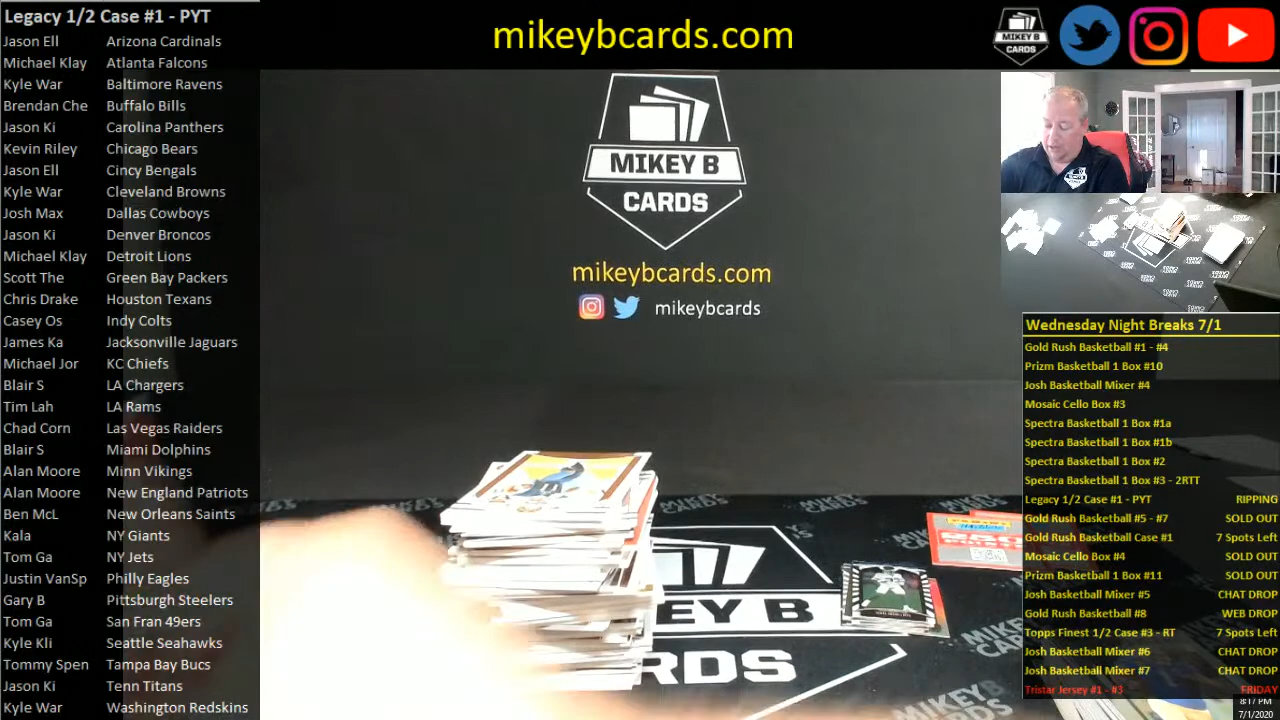 Legacy 1/2 Case #1 - PYT
Jason Ell Arizona Cardinals
Michael Klay Atlanta Falcons
Kyle War Baltimore Ravens
Brendan Che Buffalo Bills
Jason Ki Carolina Panthers
Kevin Riley Chicago Bears
Jason Ell Cincy Bengals
Kyle War Cleveland Browns
Josh Max Dallas Cowboys
Jason Ki Denver Broncos
Michael Klay Detroit Lions
Scott The Green Bay Packers
Chris Drake Houston Texans
Casey Os Indy Colts
James Ka Jacksonville Jaguars
Michael Jor KC Chiefs
Blair S LA Chargers
Tim Lah LA Rams
Chad Corn Las Vegas Raiders
Blair S Miami Dolphins
Alan Moore Minn Vikings
Alan Moore New England Patriots
Ben McL New Orleans Saints
Kala NY Giants
Tom Ga NY Jets
Justin VanSp Philly Eagles
Gary B Pittsburgh Steelers
Tom Ga San Fran 49ers
Kyle Kli Seattle Seahawks
Tommy Spen Tampa Bay Bucs
Jason Ki Tenn Titans
Kyle War Washington Redskins
mikeybcards.com
MIKEY B
CARDS
MIKEY B
CARDS
mikeybcards.com
mikeybcards
EY B
RDS
Wednesday Night Breaks 7/1
Gold Rush Basketball #1 - #4
Prizm Basketball 1 Box #10
Josh Basketball Mixer #4
Mosaic Cello Box #3
Spectra Basketball 1 Box #1a
Spectra Basketball 1 Box #1b
Spectra Basketball 1 Box #2
Spectra Basketball 1 Box #3 - 2RTT
Legacy 1/2 Case #1 - PYT RIPPING
Gold Rush Basketball #5 - #7 SOLD OUT
Gold Rush Basketball Case #1 7 Spots Left
Mosaic Cello Box #4 SOLD OUT
Prizm Basketball 1 Box #11 SOLD OUT
Josh Basketball Mixer #5 CHAT DROP
Gold Rush Basketball #8 WEB DROP
Topps Finest 1/2 Case #3 - RT 7 Spots Left
Josh Basketball Mixer #6 CHAT DROP
Josh Basketball Mixer #7 CHAT DROP
Tristar Jersey #1 - #3 FRIDAY
8:17 PM
7/1/2020